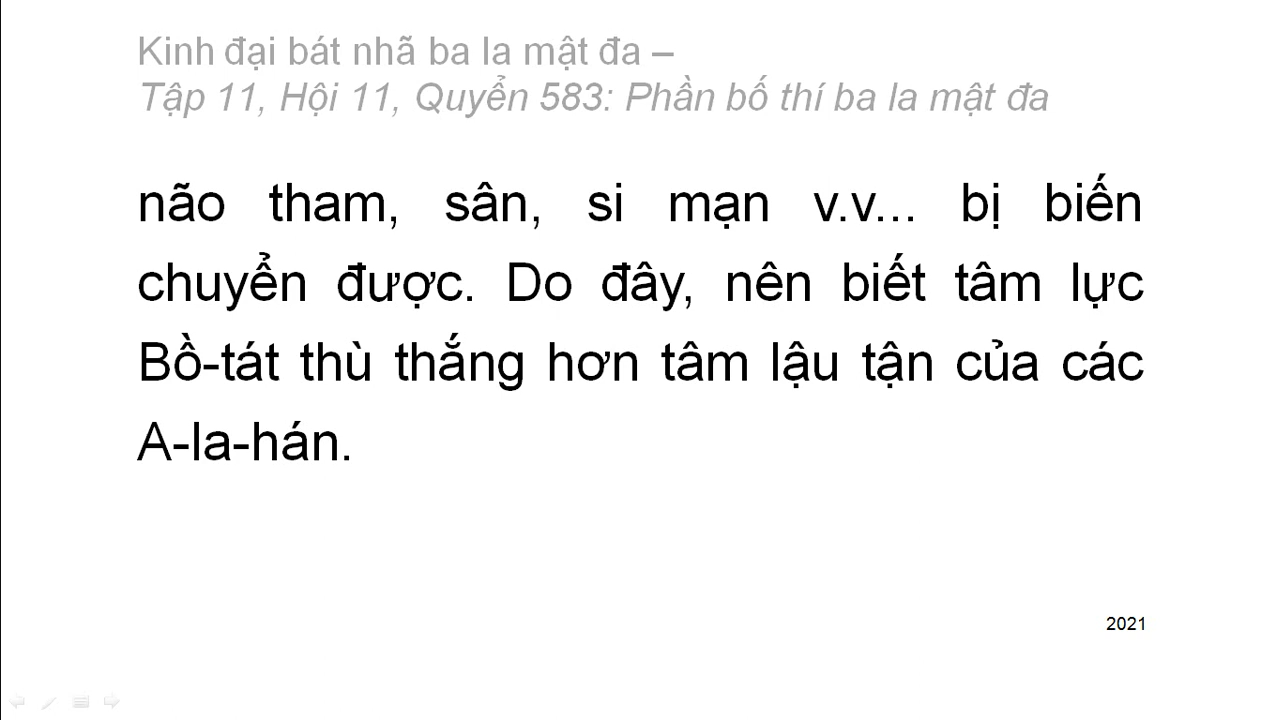 Kinh đại bát nhã ba la mật đa –
Tập 11, Hội 11, Quyển 583: Phần bố thí ba la mật đa
não tham, sân, si mạn v.v... bị biến
chuyển được. Do đây, nên biết tâm lực
Bồ-tát thù thắng hơn tâm lậu tận của các
A-la-hán.
2021